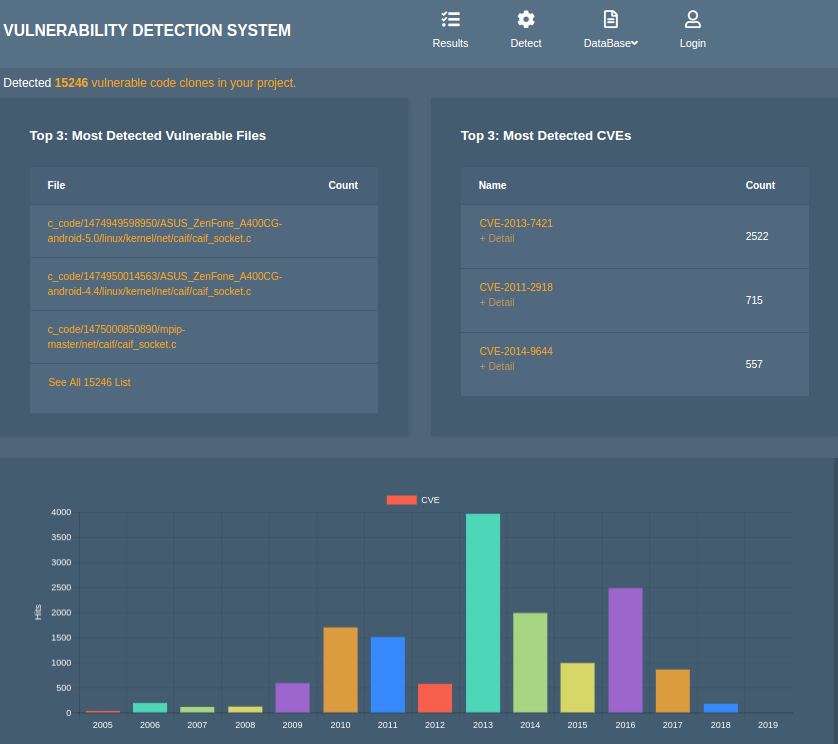 VULNERABILITY DETECTION SYSTEM
Results
Detect
DataBase
Login
Detected 15246 vulnerable code clones in your project.
Top 3: Most Detected Vulnerable Files
File Count
c_code/1474949598950/ASUS_ZenFone_A400CG-
android-5.0/linux/kernel/net/caif/caif_socket.c
c_code/1474950014563/ASUS_ZenFone_A400CG-
android-4.4/linux/kernel/net/caif/caif_socket.c
c_code/1475000850890/mpip-
master/net/caif/caif_socket.c
See All 15246 List
Top 3: Most Detected CVEs
Name Count
CVE-2013-7421
+ Detail
2522
CVE-2011-2918
+ Detail
715
CVE-2014-9644
+ Detail
557
CVE
Hits
4000
3500
3000
2500
2000
1500
1000
500
0
2005 2006 2007 2008 2009 2010 2011 2012 2013 2014 2015 2016 2017 2018 2019